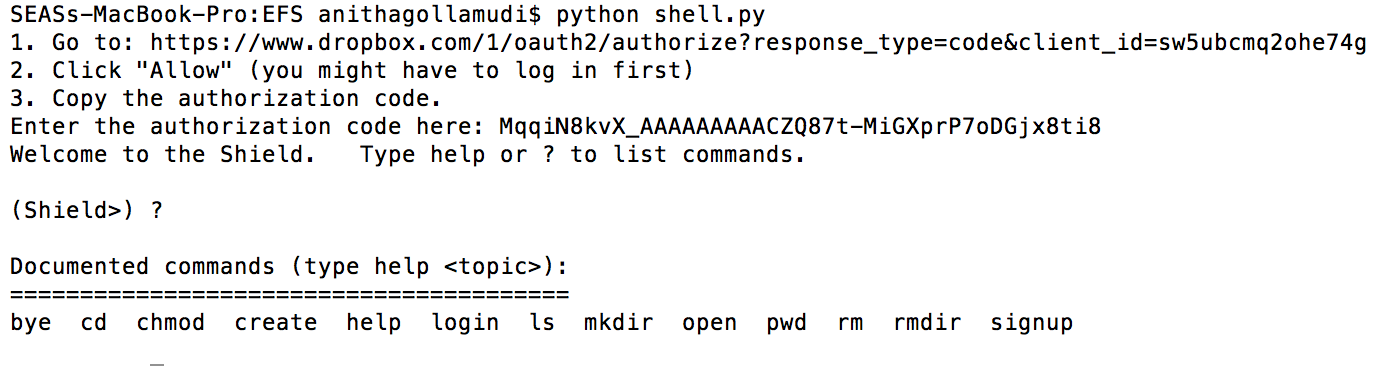 SEASs-MacBook-Pro:EFS anithagollamudi$ python shell.py
1. Go to: https://www.dropbox.com/1/oauth2/authorize?response_type=code&client_id=sw5ubcmq2ohe74g
2. Click "Allow" (you might have to log in first)
3. Copy the authorization code.
Enter the authorization code here: MqqiN8kvX_AAAAAAAAACZQ87t-MiGXprP7oDGjx8ti8
Welcome to the Shield.   Type help or ? to list commands.
(Shield>) ?
Documented commands (type help <topic>):
========================================
bye  cd  chmod  create  help  login  ls  mkdir  open  pwd  rm  rmdir  signup